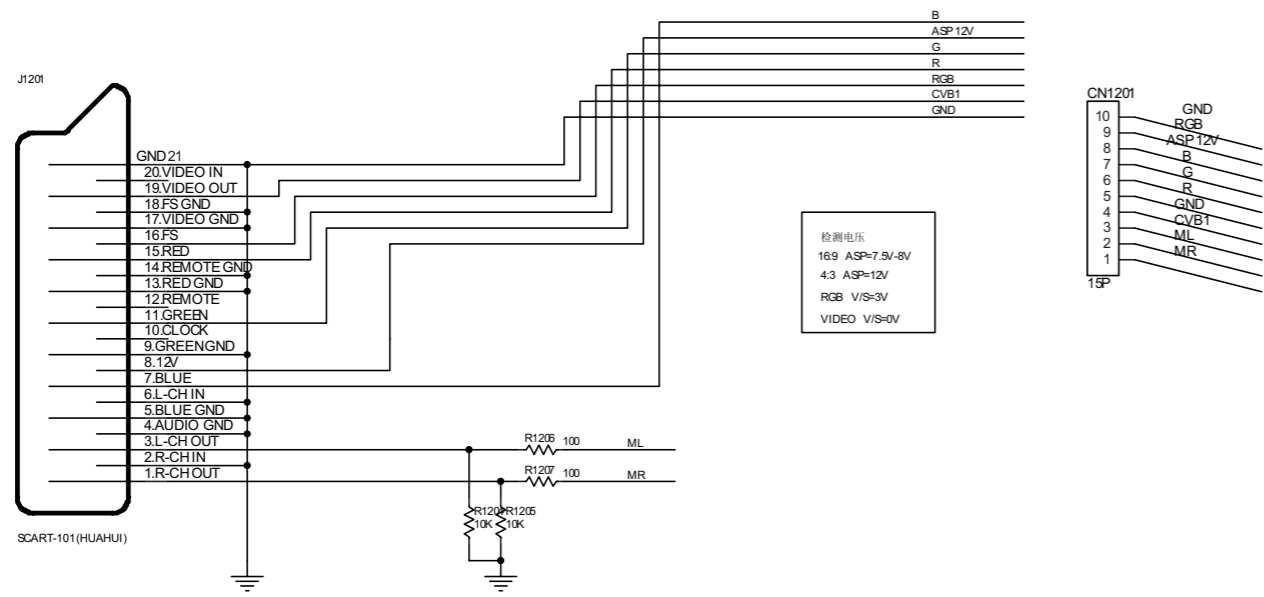 B
ASP12V
G
R
RGB
CVB1
GND
J1201
GND 21
20.VIDEO IN
19.VIDEO OUT
18.FS GND
17.VIDEO GND
16.FS
15.RED
14.REMOTE GND
13.RED GND
12.REMOTE
11.GREEN
10.CLOCK
9.GREENGND
8.12V
7.BLUE
6.L-CH IN
5.BLUE GND
4.AUDIO GND
3.L-CH OUT
2.R-CH IN
1.R-CH OUT
SCART-101(HUAHUI)
R1206 100 ML
R1207 100 MR
R1205
10K
10K
检测电压
16:9 ASP=7.5V-8V
4:3 ASP=12V
RGB V/S=3V
VIDEO V/S=0V
CN1201
10 GND
9 RGB
8 ASP12V
7 B
6 G
5 R
4 GND
3 CVB1
2 ML
1 MR
15P